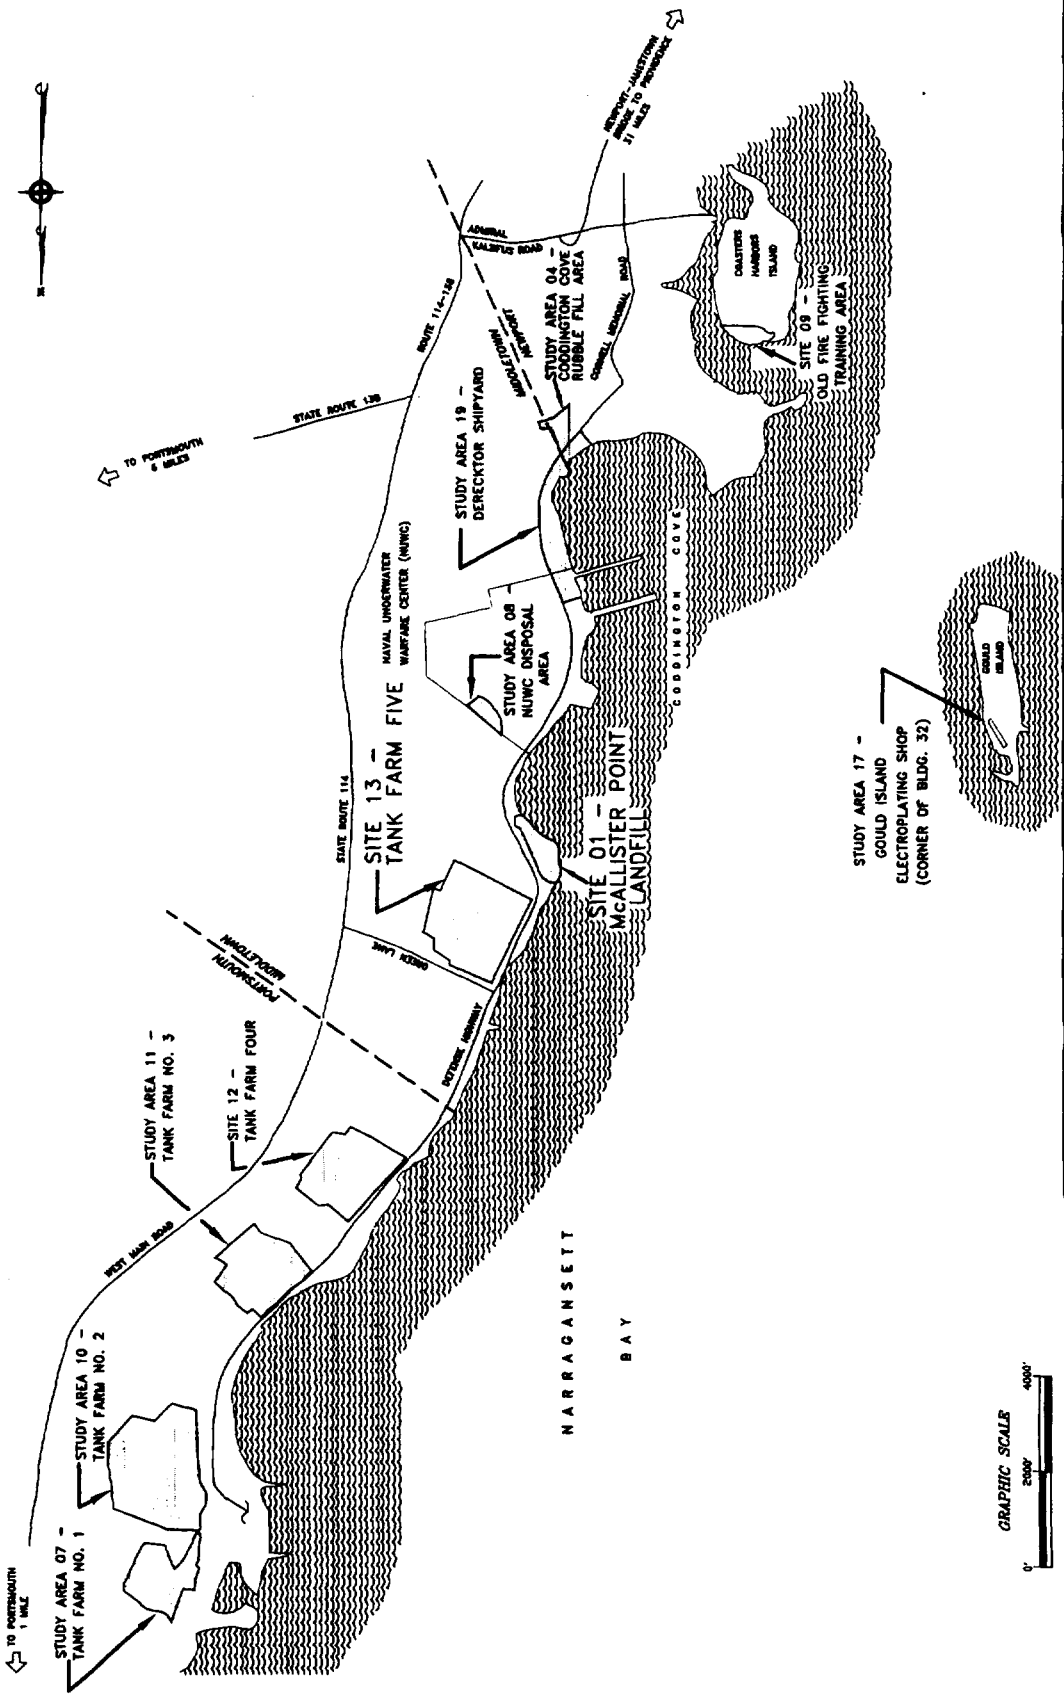 TO PORTSMOUTH
1 MILE
STUDY AREA 07 -
TANK FARM NO. 1
STUDY AREA 10 -
TANK FARM NO. 2
WEST MAIN ROAD
STUDY AREA 11 -
TANK FARM NO. 3
SITE 12 -
TANK FARM FOUR
PORTSMOUTH
MIDDLETOWN
DEFENSE HIGHWAY
GREEN LANE
STATE ROUTE 114
SITE 13 -
TANK FARM FIVE
NAVAL UNDERWATER
WARFARE CENTER (NUWC)
SITE 01 -
McALLISTER POINT
LANDFILL
STUDY AREA 08 -
NUWC DISPOSAL
AREA
STUDY AREA 19 -
DERECKTOR SHIPYARD
TO PORTSMOUTH
6 MILES
STATE ROUTE 138
ROUTE 114-138
MIDDLETOWN
NEWPORT
STUDY AREA 04 -
CODDINGTON COVE
RUBBLE FILL AREA
ADMIRAL
KALBFUS ROAD
CODDINGTON COVE
MEMORIAL ROAD
NEWPORT-JAMESTOWN
BRIDGE TO PROVIDENCE
31 MILES
COASTERS
HARBORS
ISLAND
SITE 09 -
OLD FIRE FIGHTING
TRAINING AREA
STUDY AREA 17 -
GOULD ISLAND
ELECTROPLATING SHOP
(CORNER OF BLDG. 32)
GOULD
ISLAND
NARRAGANSETT
BAY
GRAPHIC SCALE
0' 2000' 4000'